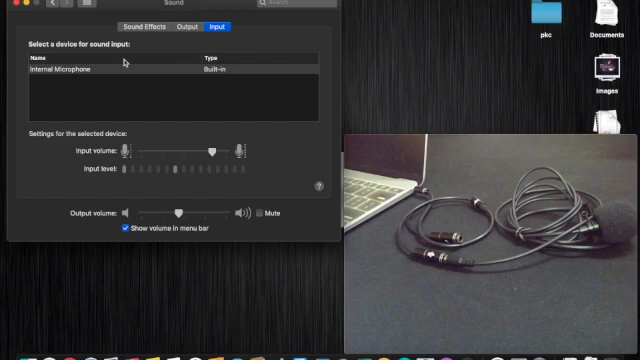 Sound
Search
Sound Effects Output Input
Select a device for sound input:
Name Type
Internal Microphone Built-in
Settings for the selected device:
Input volume:
Input level:
?
Output volume: Mute
Show volume in menu bar
pkc
Documents
Images